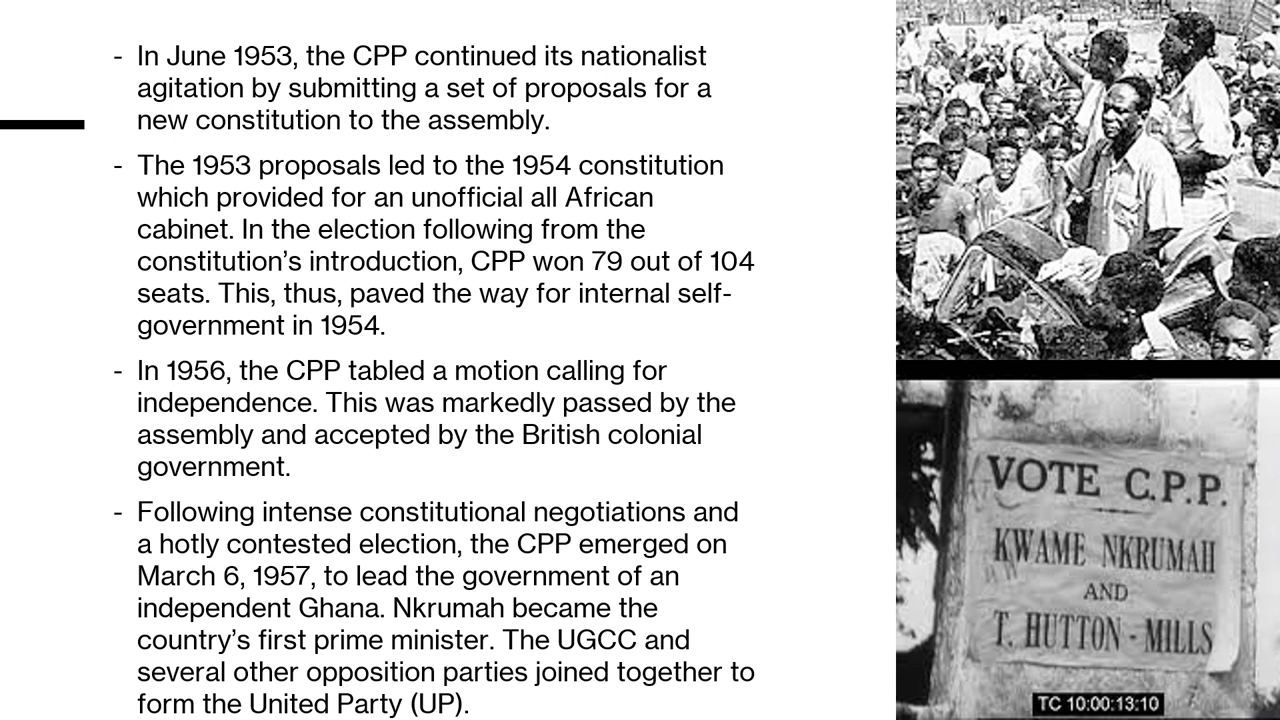 - In June 1953, the CPP continued its nationalist
agitation by submitting a set of proposals for a
new constitution to the assembly.
- The 1953 proposals led to the 1954 constitution
which provided for an unofficial all African
cabinet. In the election following from the
constitution's introduction, CPP won 79 out of 104
seats. This, thus, paved the way for internal self-
government in 1954.
- In 1956, the CPP tabled a motion calling for
independence. This was markedly passed by the
assembly and accepted by the British colonial
government.
- Following intense constitutional negotiations and
a hotly contested election, the CPP emerged on
March 6, 1957, to lead the government of an
independent Ghana. Nkrumah became the
country's first prime minister. The UGCC and
several other opposition parties joined together to
form the United Party (UP).
VOTE C.P.P.
KWAME NKRUMAH
AND
T. HUTTON - MILLS
TC 10:00:13:10